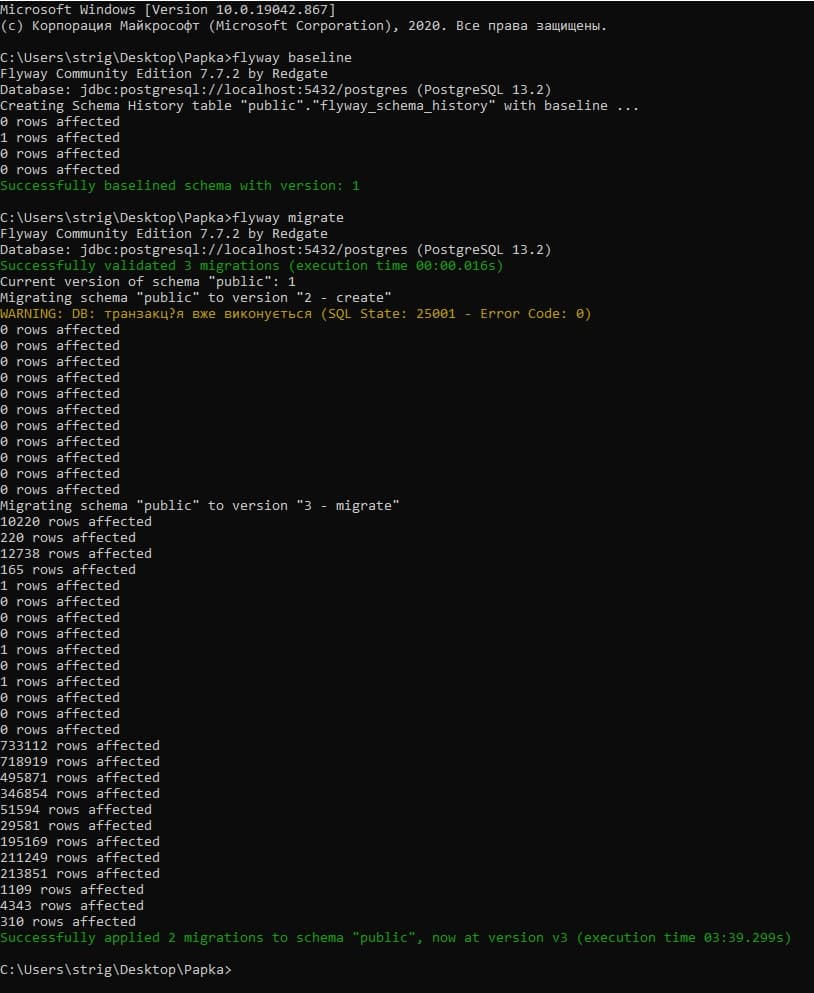 Microsoft Windows [Version 10.0.19042.867]
(c) Корпорация Майкрософт (Microsoft Corporation), 2020. Все права защищены.
C:\Users\strig\Desktop\Papka>flyway baseline
Flyway Community Edition 7.7.2 by Redgate
Database: jdbc:postgresql://localhost:5432/postgres (PostgreSQL 13.2)
Creating Schema History table "public"."flyway_schema_history" with baseline ...
0 rows affected
1 rows affected
0 rows affected
0 rows affected
Successfully baselined schema with version: 1
C:\Users\strig\Desktop\Papka>flyway migrate
Flyway Community Edition 7.7.2 by Redgate
Database: jdbc:postgresql://localhost:5432/postgres (PostgreSQL 13.2)
Successfully validated 3 migrations (execution time 00:00.016s)
Current version of schema "public": 1
Migrating schema "public" to version "2 - create"
WARNING: DB: транзакц?я вже виконується (SQL State: 25001 - Error Code: 0)
0 rows affected
0 rows affected
0 rows affected
0 rows affected
0 rows affected
0 rows affected
0 rows affected
0 rows affected
0 rows affected
0 rows affected
0 rows affected
Migrating schema "public" to version "3 - migrate"
10220 rows affected
220 rows affected
12738 rows affected
165 rows affected
1 rows affected
0 rows affected
0 rows affected
0 rows affected
1 rows affected
0 rows affected
1 rows affected
0 rows affected
0 rows affected
0 rows affected
733112 rows affected
718919 rows affected
495871 rows affected
346854 rows affected
51594 rows affected
29581 rows affected
195169 rows affected
211249 rows affected
213851 rows affected
1109 rows affected
4343 rows affected
310 rows affected
Successfully applied 2 migrations to schema "public", now at version v3 (execution time 03:39.299s)
C:\Users\strig\Desktop\Papka>